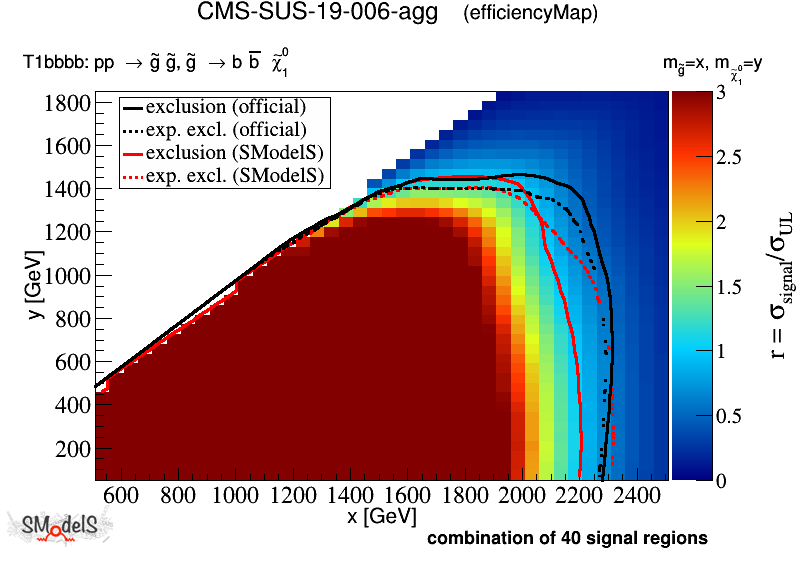 CMS-SUS-19-006-agg (efficiencyMap)
T1bbbb: pp → g̃ g̃, g̃ → b b̅ χ̃₁⁰
m_g̃=x, m_χ̃₁⁰=y
exclusion (official)
exp. excl. (official)
exclusion (SModelS)
exp. excl. (SModelS)
1800
1600
1400
1200
1000
800
600
400
200
y [GeV]
600 800 1000 1200 1400 1600 1800 2000 2200 2400
x [GeV]
3
2.5
2
1.5
1
0.5
0
r = σ_signal/σ_UL
SModelS
combination of 40 signal regions